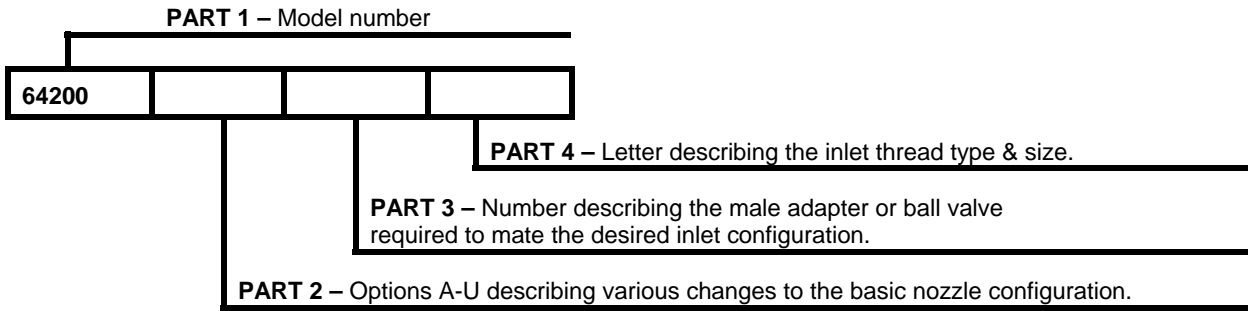 PART 1 – Model number
64200
PART 4 – Letter describing the inlet thread type & size.
PART 3 – Number describing the male adapter or ball valve
required to mate the desired inlet configuration.
PART 2 – Options A-U describing various changes to the basic nozzle configuration.